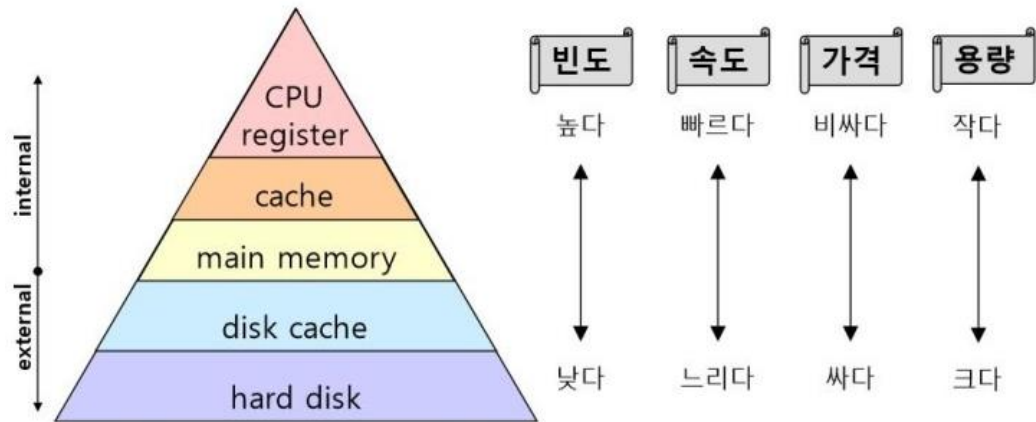 internal
external
CPU
register
cache
main memory
disk cache
hard disk
빈도 속도 가격 용량
높다 빠르다 비싸다 작다
낮다 느리다 싸다 크다